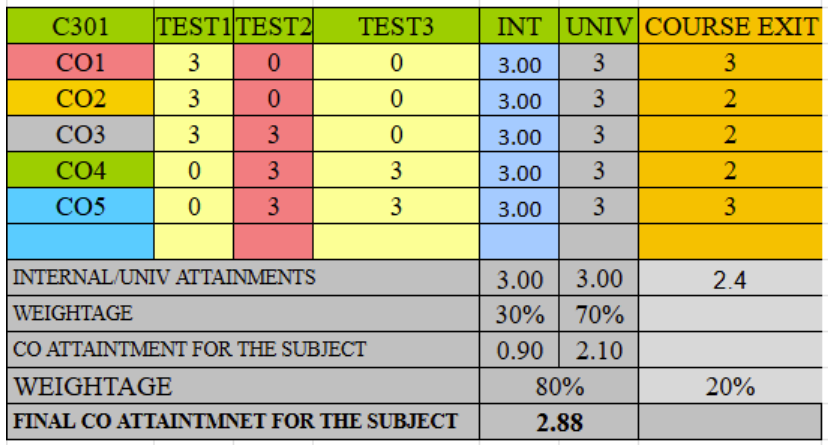 C301 TEST1 TEST2 TEST3 INT UNIV COURSE EXIT
CO1 3 0 0 3.00 3 3
CO2 3 0 0 3.00 3 2
CO3 3 3 0 3.00 3 2
CO4 0 3 3 3.00 3 2
CO5 0 3 3 3.00 3 3
INTERNAL/UNIV ATTAINMENTS 3.00 3.00 2.4
WEIGHTAGE 30% 70%
CO ATTAINTMENT FOR THE SUBJECT 0.90 2.10
WEIGHTAGE 80% 20%
FINAL CO ATTAINTMNET FOR THE SUBJECT 2.88